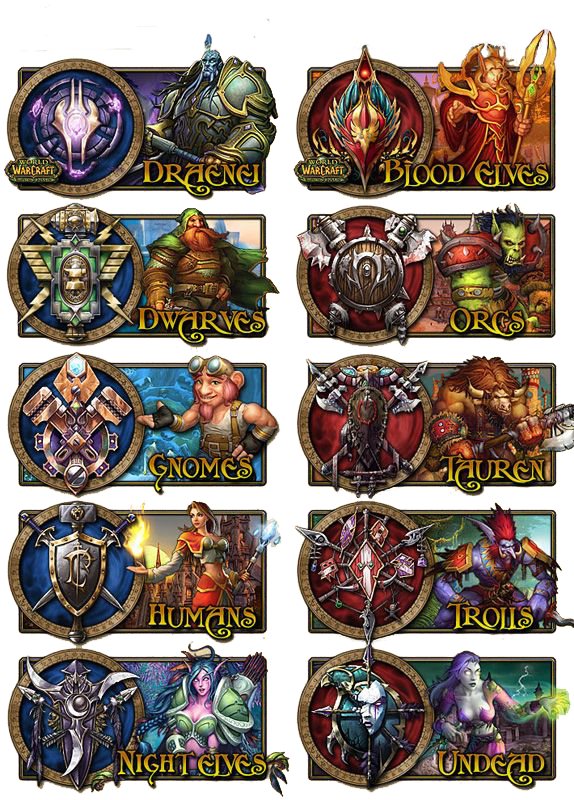 WORLD
OF
WARCRAFT
DRAENEI
WORLD
OF
WARCRAFT
BLOOD ELVES
DWARVES
ORCS
GNOMES
TAUREN
HUMANS
TROLLS
NIGHT ELVES
UNDEAD